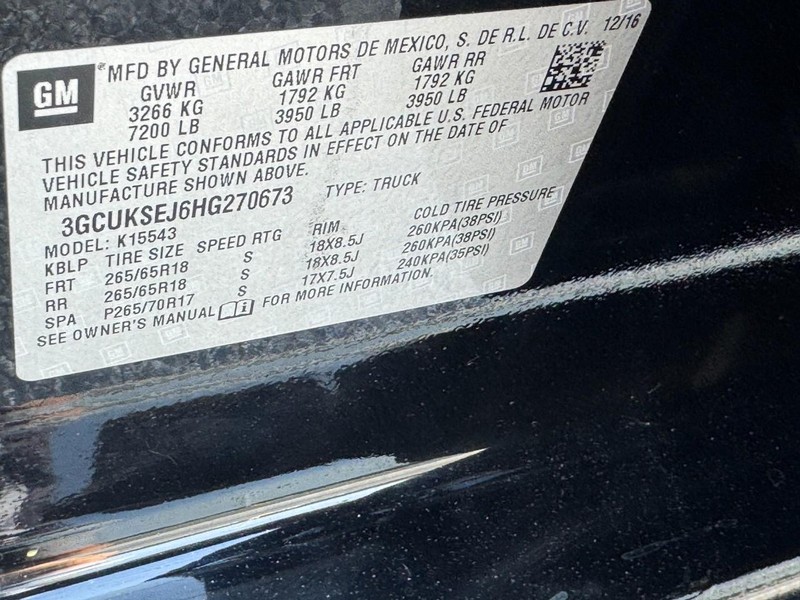 GM
® MFD BY GENERAL MOTORS DE MEXICO, S. DE R.L. DE C.V. 12/16
GVWR GAWR FRT GAWR RR
3266 KG 1792 KG 1792 KG
7200 LB 3950 LB 3950 LB
THIS VEHICLE CONFORMS TO ALL APPLICABLE U.S. FEDERAL MOTOR
VEHICLE SAFETY STANDARDS IN EFFECT ON THE DATE OF
MANUFACTURE SHOWN ABOVE.
3GCUKSEJ6HG270673 TYPE: TRUCK
MODEL: K15543
KBLP TIRE SIZE SPEED RTG RIM COLD TIRE PRESSURE
FRT 265/65R18 S 18X8.5J 260KPA(38PSI)
RR 265/65R18 S 18X8.5J 260KPA(38PSI)
SPA P265/70R17 S 17X7.5J 240KPA(35PSI)
SEE OWNER'S MANUAL i FOR MORE INFORMATION.